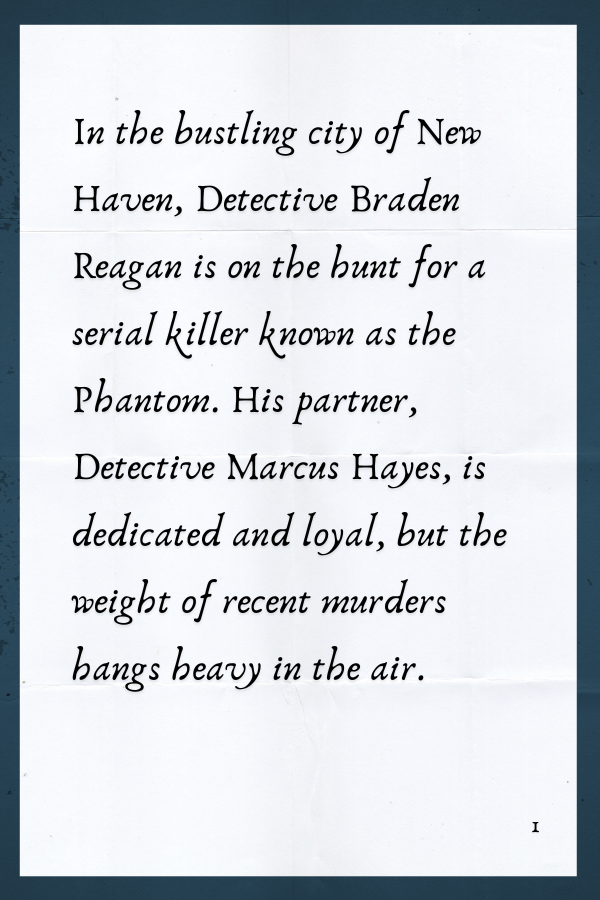 In the bustling city of New
Haven, Detective Braden
Reagan is on the hunt for a
serial killer known as the
Phantom. His partner,
Detective Marcus Hayes, is
dedicated and loyal, but the
weight of recent murders
hangs heavy in the air.
1